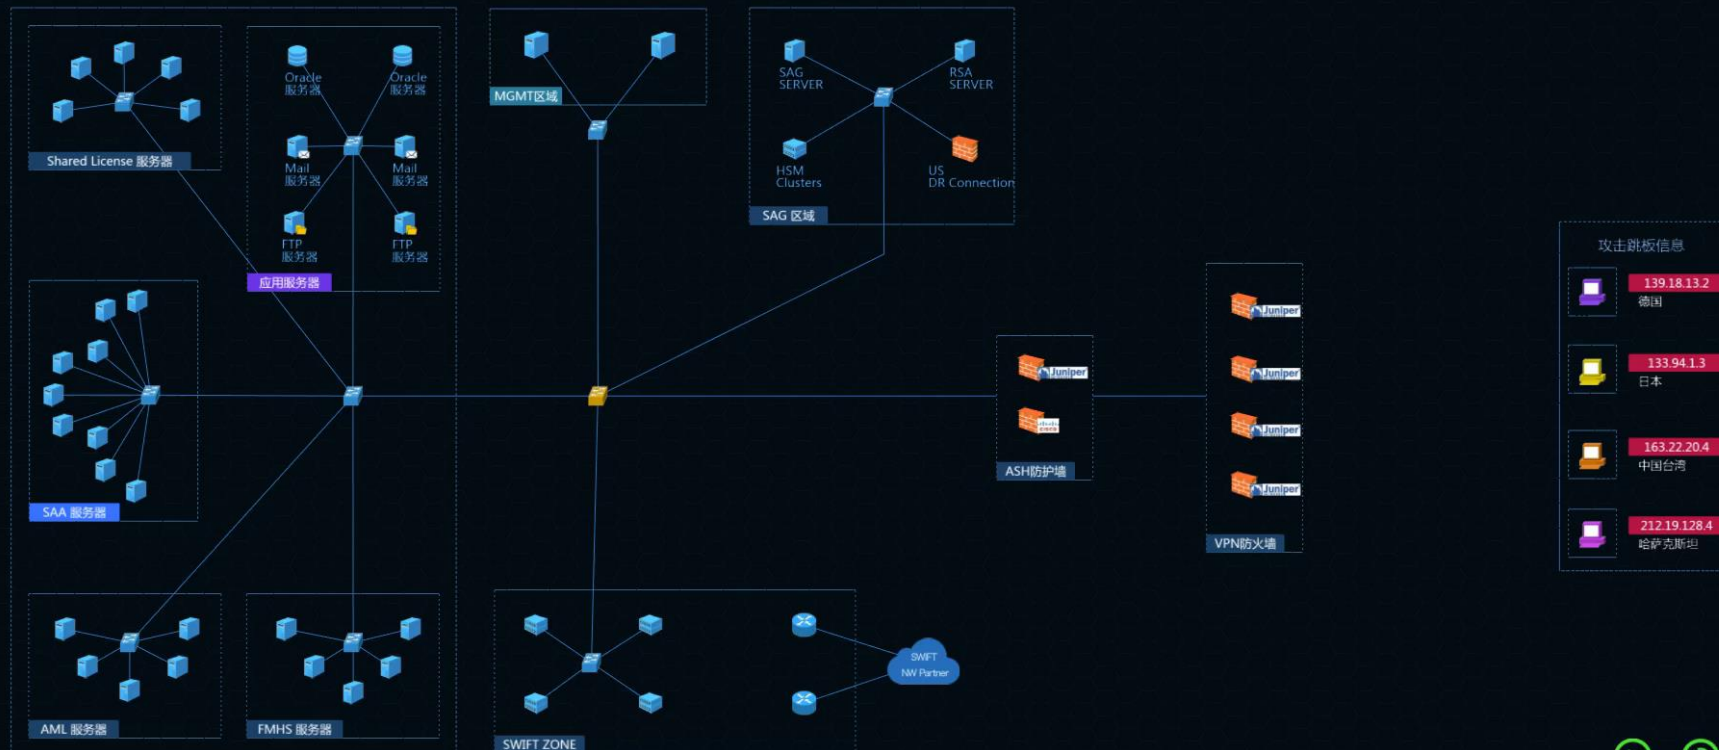 Oracle
服务器
Oracle
服务器
Mail
服务器
Mail
服务器
FTP
服务器
FTP
服务器
Shared License 服务器
应用服务器
MGMT区域
SAG
SERVER
RSA
SERVER
HSM
Clusters
US
DR Connection
SAG 区域
SAA 服务器
Juniper
ASH防护墙
Juniper
Juniper
Juniper
Juniper
VPN防火墙
攻击跳板信息
139.18.13.2
德国
133.94.1.3
日本
163.22.20.4
中国台湾
212.19.128.4
哈萨克斯坦
AML 服务器
FMHS 服务器
SWIFT
NW Partner
SWIFT ZONE